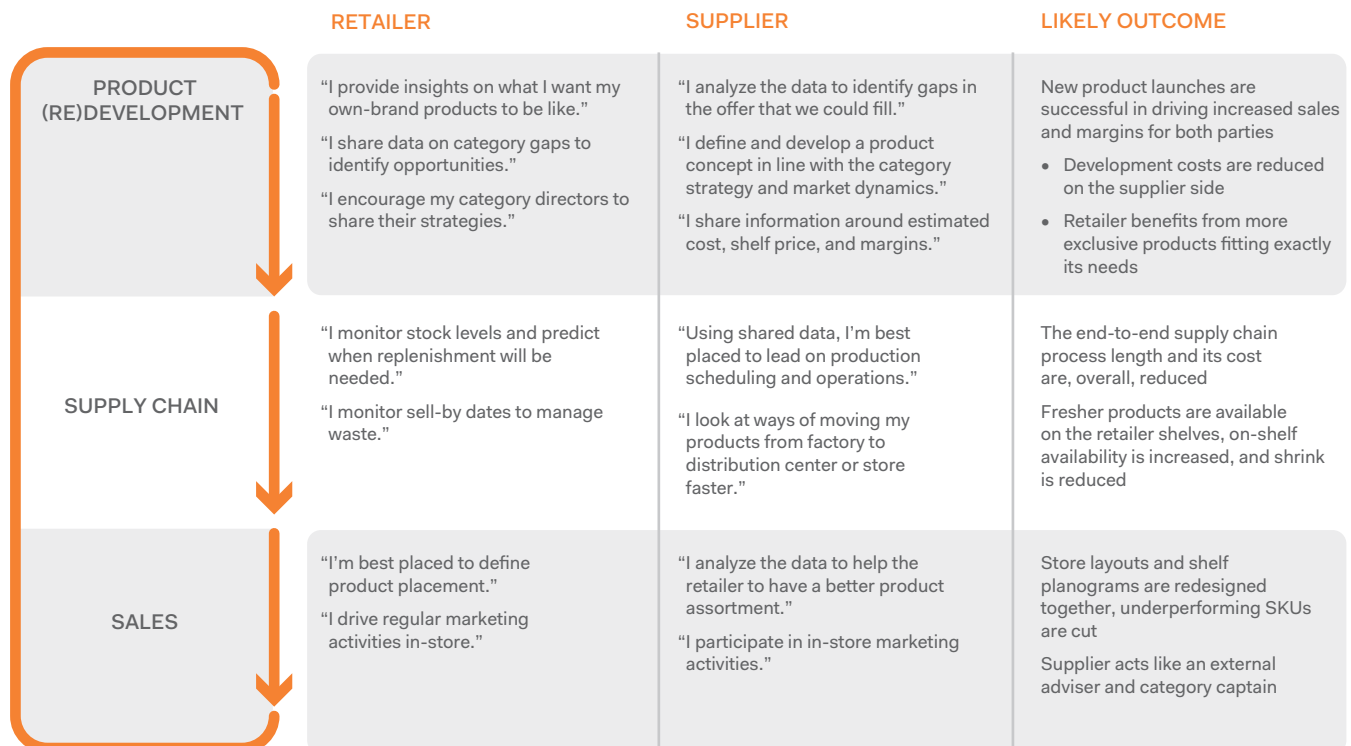 RETAILER
SUPPLIER
LIKELY OUTCOME
PRODUCT
(RE)DEVELOPMENT
“I provide insights on what I want my
own-brand products to be like.”
“I share data on category gaps to
identify opportunities.”
“I encourage my category directors to
share their strategies.”
“I analyze the data to identify gaps in
the offer that we could fill.”
“I define and develop a product
concept in line with the category
strategy and market dynamics.”
“I share information around estimated
cost, shelf price, and margins.”
New product launches are
successful in driving increased sales
and margins for both parties
• Development costs are reduced
on the supplier side
• Retailer benefits from more
exclusive products fitting exactly
its needs
SUPPLY CHAIN
“I monitor stock levels and predict
when replenishment will be
needed.”
“I monitor sell-by dates to manage
waste.”
“Using shared data, I’m best
placed to lead on production
scheduling and operations.”
“I look at ways of moving my
products from factory to
distribution center or store
faster.”
The end-to-end supply chain
process length and its cost
are, overall, reduced
Fresher products are available
on the retailer shelves, on-shelf
availability is increased, and shrink
is reduced
SALES
“I’m best placed to define
product placement.”
“I drive regular marketing
activities in-store.”
“I analyze the data to help the
retailer to have a better product
assortment.”
“I participate in in-store marketing
activities.”
Store layouts and shelf
planograms are redesigned
together, underperforming SKUs
are cut
Supplier acts like an external
adviser and category captain